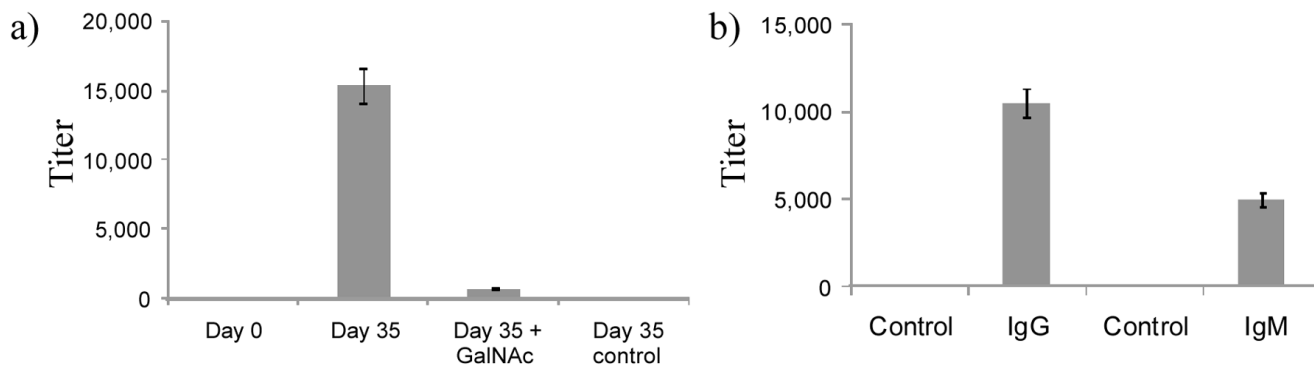 a)
Titer
20,000
15,000
10,000
5,000
0
Day 0
Day 35
Day 35 +
GalNAc
Day 35
control
b)
Titer
15,000
10,000
5,000
0
Control
IgG
Control
IgM